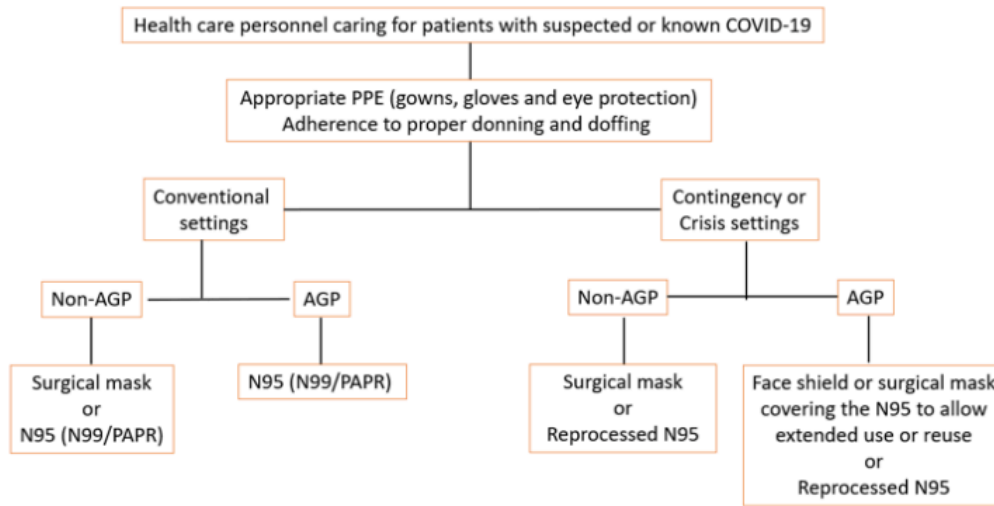 Health care personnel caring for patients with suspected or known COVID-19
Appropriate PPE (gowns, gloves and eye protection)
Adherence to proper donning and doffing
Conventional
settings
Contingency or
Crisis settings
Non-AGP
AGP
Non-AGP
AGP
Surgical mask
or
N95 (N99/PAPR)
N95 (N99/PAPR)
Surgical mask
or
Reprocessed N95
Face shield or surgical mask
covering the N95 to allow
extended use or reuse
or
Reprocessed N95